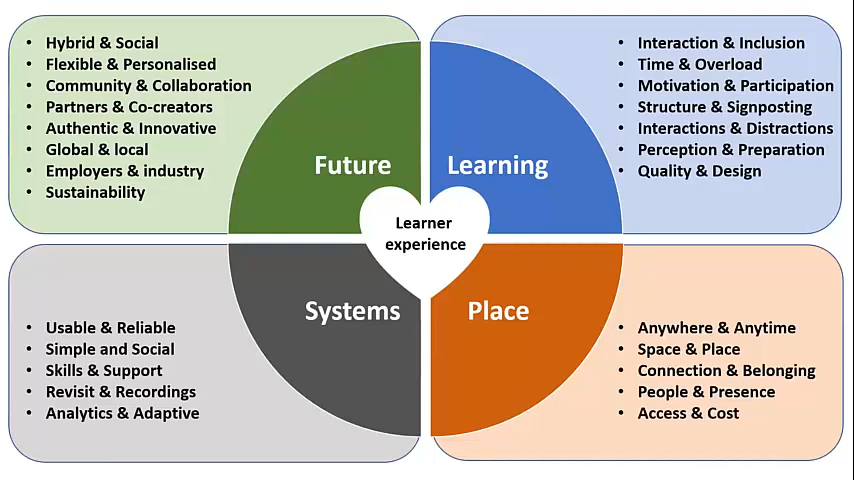 • Hybrid & Social
• Flexible & Personalised
• Community & Collaboration
• Partners & Co-creators
• Authentic & Innovative
• Global & local
• Employers & industry
• Sustainability
Future
Learning
• Interaction & Inclusion
• Time & Overload
• Motivation & Participation
• Structure & Signposting
• Interactions & Distractions
• Perception & Preparation
• Quality & Design
Learner
experience
• Usable & Reliable
• Simple and Social
• Skills & Support
• Revisit & Recordings
• Analytics & Adaptive
Systems
Place
• Anywhere & Anytime
• Space & Place
• Connection & Belonging
• People & Presence
• Access & Cost